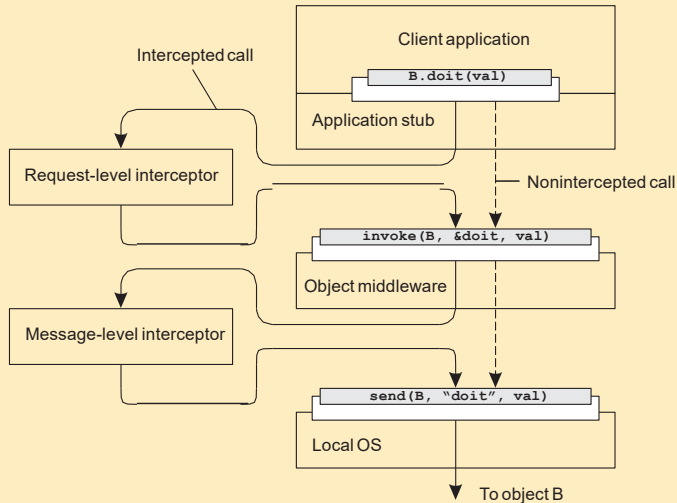 Client application
Intercepted call
B.doit(val)
Application stub
Request-level interceptor
Nonintercepted call
invoke(B, &doit, val)
Object middleware
Message-level interceptor
send(B, “doit”, val)
Local OS
To object B